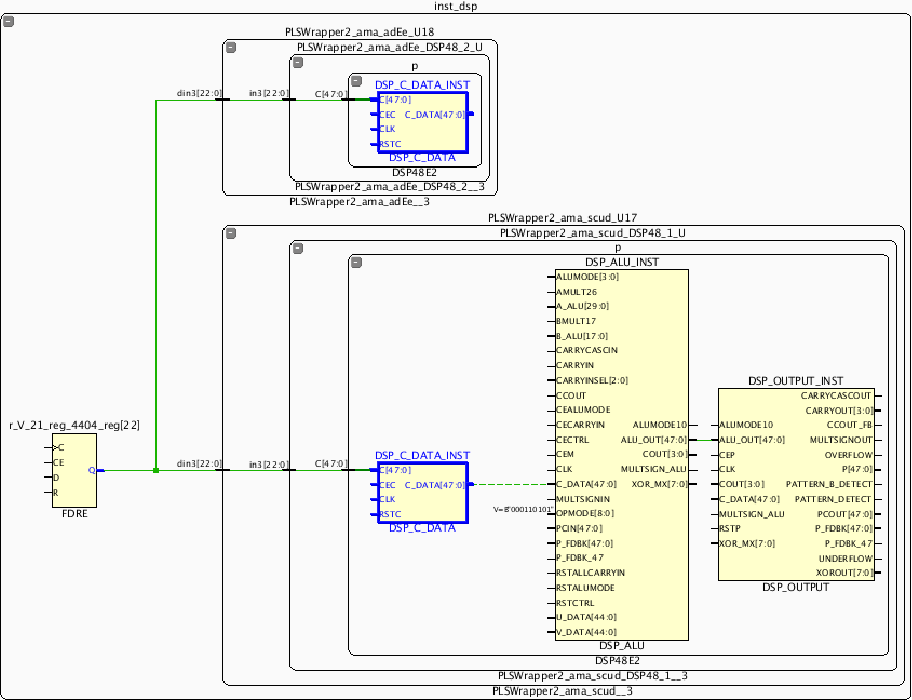 inst_dsp
PLSWrapper2_ama_adEe_U18
PLSWrapper2_ama_adEe_DSP48_2_U
p
DSP_C_DATA_INST
din3[22:0] iin3[22:0] C[47:0] C[47:0]
CEC C_DATA[47:0]
CLK
RSTC
DSP_C_DATA
DSP48E2
PLSWrapper2_ama_adEe_DSP48_2__3
PLSWrapper2_ama_adEe__3
PLSWrapper2_ama_scud_U17
PLSWrapper2_ama_scud_DSP48_1_U
p
DSP_ALU_INST
ALUMODE[3:0]
AMULT26
A_ALU[29:0]
BMULT17
B_ALU[17:0]
CARRYCASCIN
CARRYIN
CARRYINSEL[2:0]
CCOUT
CEALUMODE
CECARRYIN ALUMODE10
CECTRL ALU_OUT[47:0]
CEM COUT[3:0]
CLK MULTSIGN_ALU
C_DATA[47:0] XOR_MX[7:0]
MULTSIGNIN
'V=B"000110101" OPMODE[8:0]
PCIN[47:0]
P_FDBK[47:0]
P_FDBK_47
RSTALLCARRYIN
RSTALUMODE
RSTCTRL
U_DATA[44:0]
V_DATA[44:0]
DSP_ALU
DSP_OUTPUT_INST
CARRYCASCOUT
CARRYOUT[3:0]
ALUMODE10 CCOUT_FB
ALU_OUT[47:0] MULTSIGNOUT
CEP OVERFLOW
CLK P[47:0]
COUT[3:0] PATTERN_B_DETECT
C_DATA[47:0] PATTERN_DETECT
MULTSIGN_ALU PCOUT[47:0]
RSTP P_FDBK[47:0]
XOR_MX[7:0] P_FDBK_47
UNDERFLOW
XOROUT[7:0]
DSP_OUTPUT
r_V_21_reg_4404_reg[22]
C
CE
Q
D
R
FDRE
DSP_C_DATA_INST
din3[22:0] iin3[22:0] C[47:0] C[47:0]
CEC C_DATA[47:0]
CLK
RSTC
DSP_C_DATA
DSP48E2
PLSWrapper2_ama_scud_DSP48_1__3
PLSWrapper2_ama_scud__3